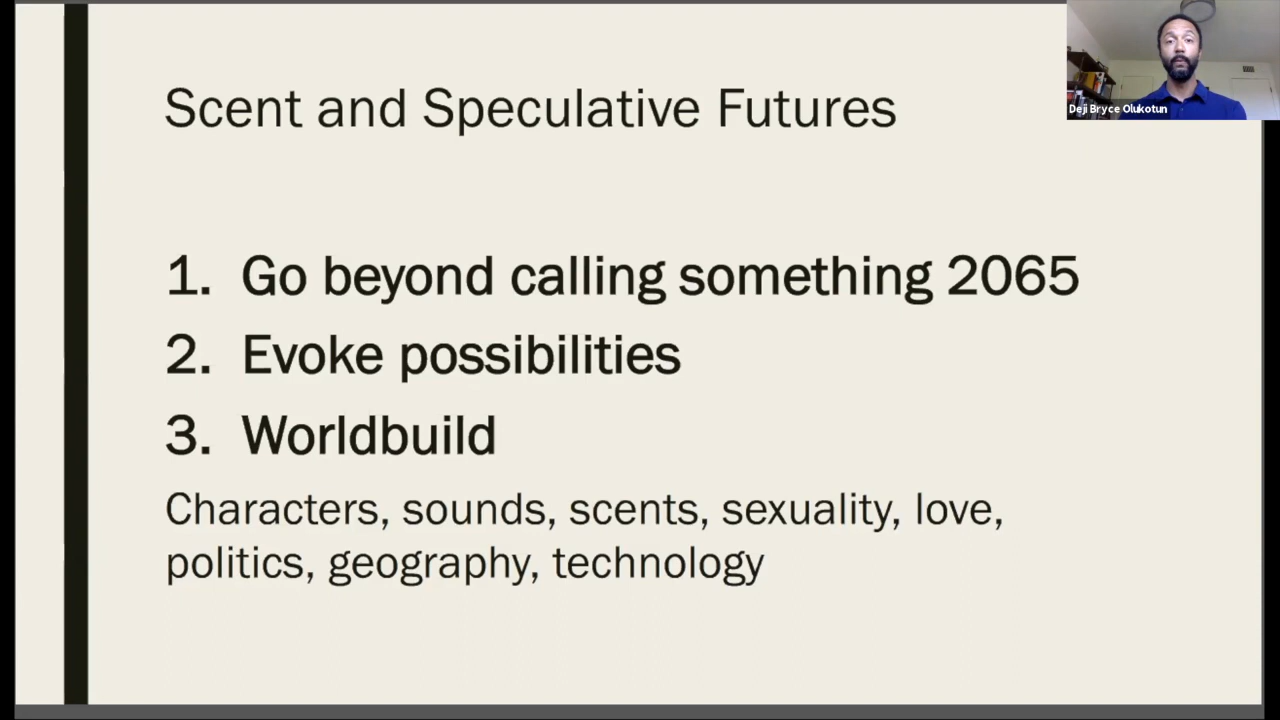 Scent and Speculative Futures
Deji Bryce Olukotun
1. Go beyond calling something 2065
2. Evoke possibilities
3. Worldbuild
Characters, sounds, scents, sexuality, love,
politics, geography, technology